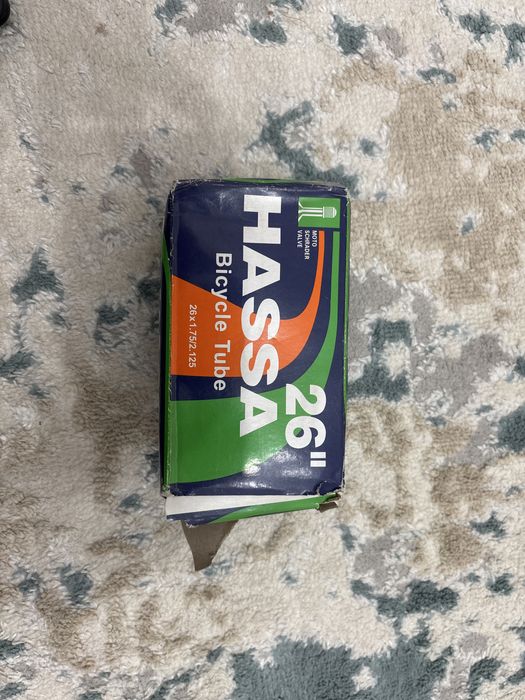 MOTO
SCHRADER
VALVE
26"
HASSA
Bicycle Tube
26x1.75/2.125